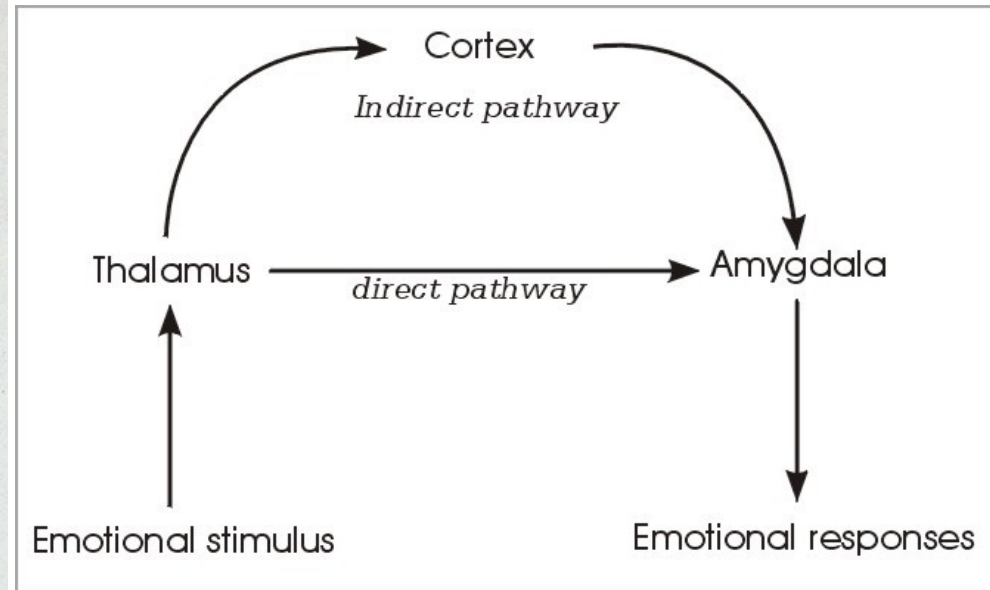 Cortex
Indirect pathway
Thalamus
Amygdala
direct pathway
Emotional stimulus
Emotional responses